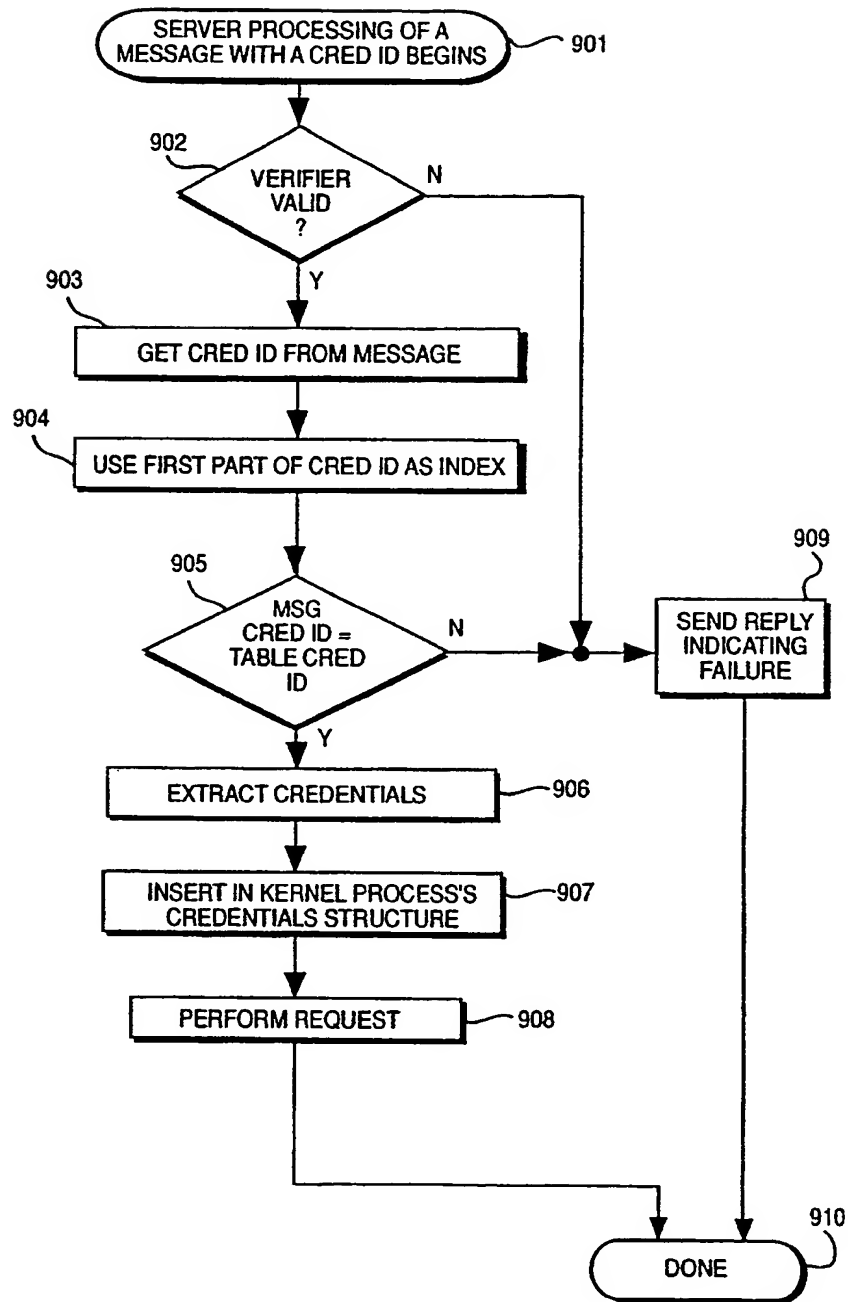 SERVER PROCESSING OF A
MESSAGE WITH A CRED ID BEGINS
901
902
VERIFIER
VALID
?
N
Y
903
GET CRED ID FROM MESSAGE
904
USE FIRST PART OF CRED ID AS INDEX
905
MSG
CRED ID =
TABLE CRED
ID
N
Y
909
SEND REPLY
INDICATING
FAILURE
EXTRACT CREDENTIALS
906
INSERT IN KERNEL PROCESS'S
CREDENTIALS STRUCTURE
907
PERFORM REQUEST
908
910
DONE